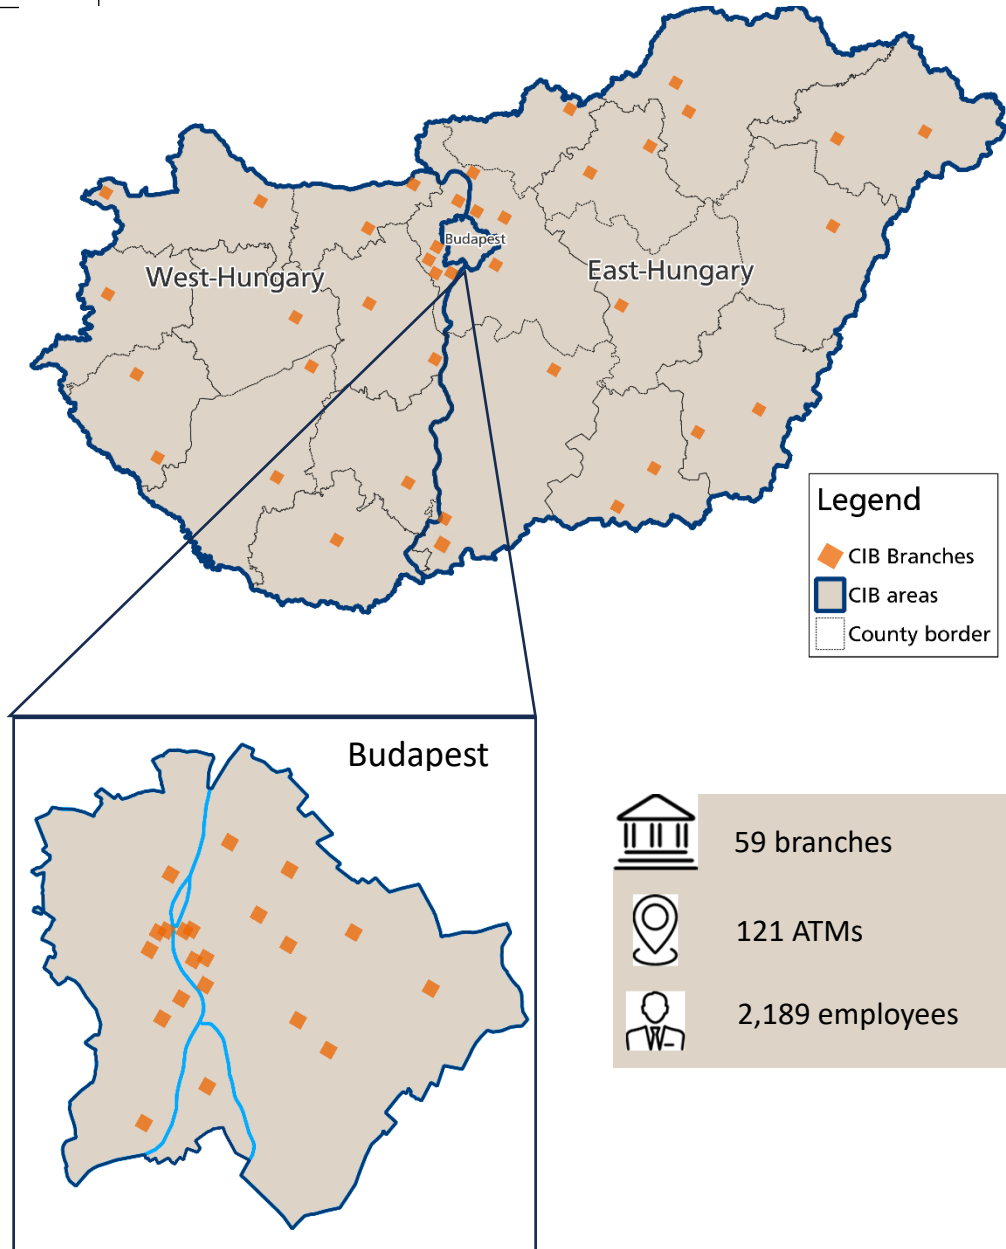 Budapest
West-Hungary
East-Hungary
Legend
CIB Branches
CIB areas
County border
Budapest
59 branches
121 ATMs
2,189 employees